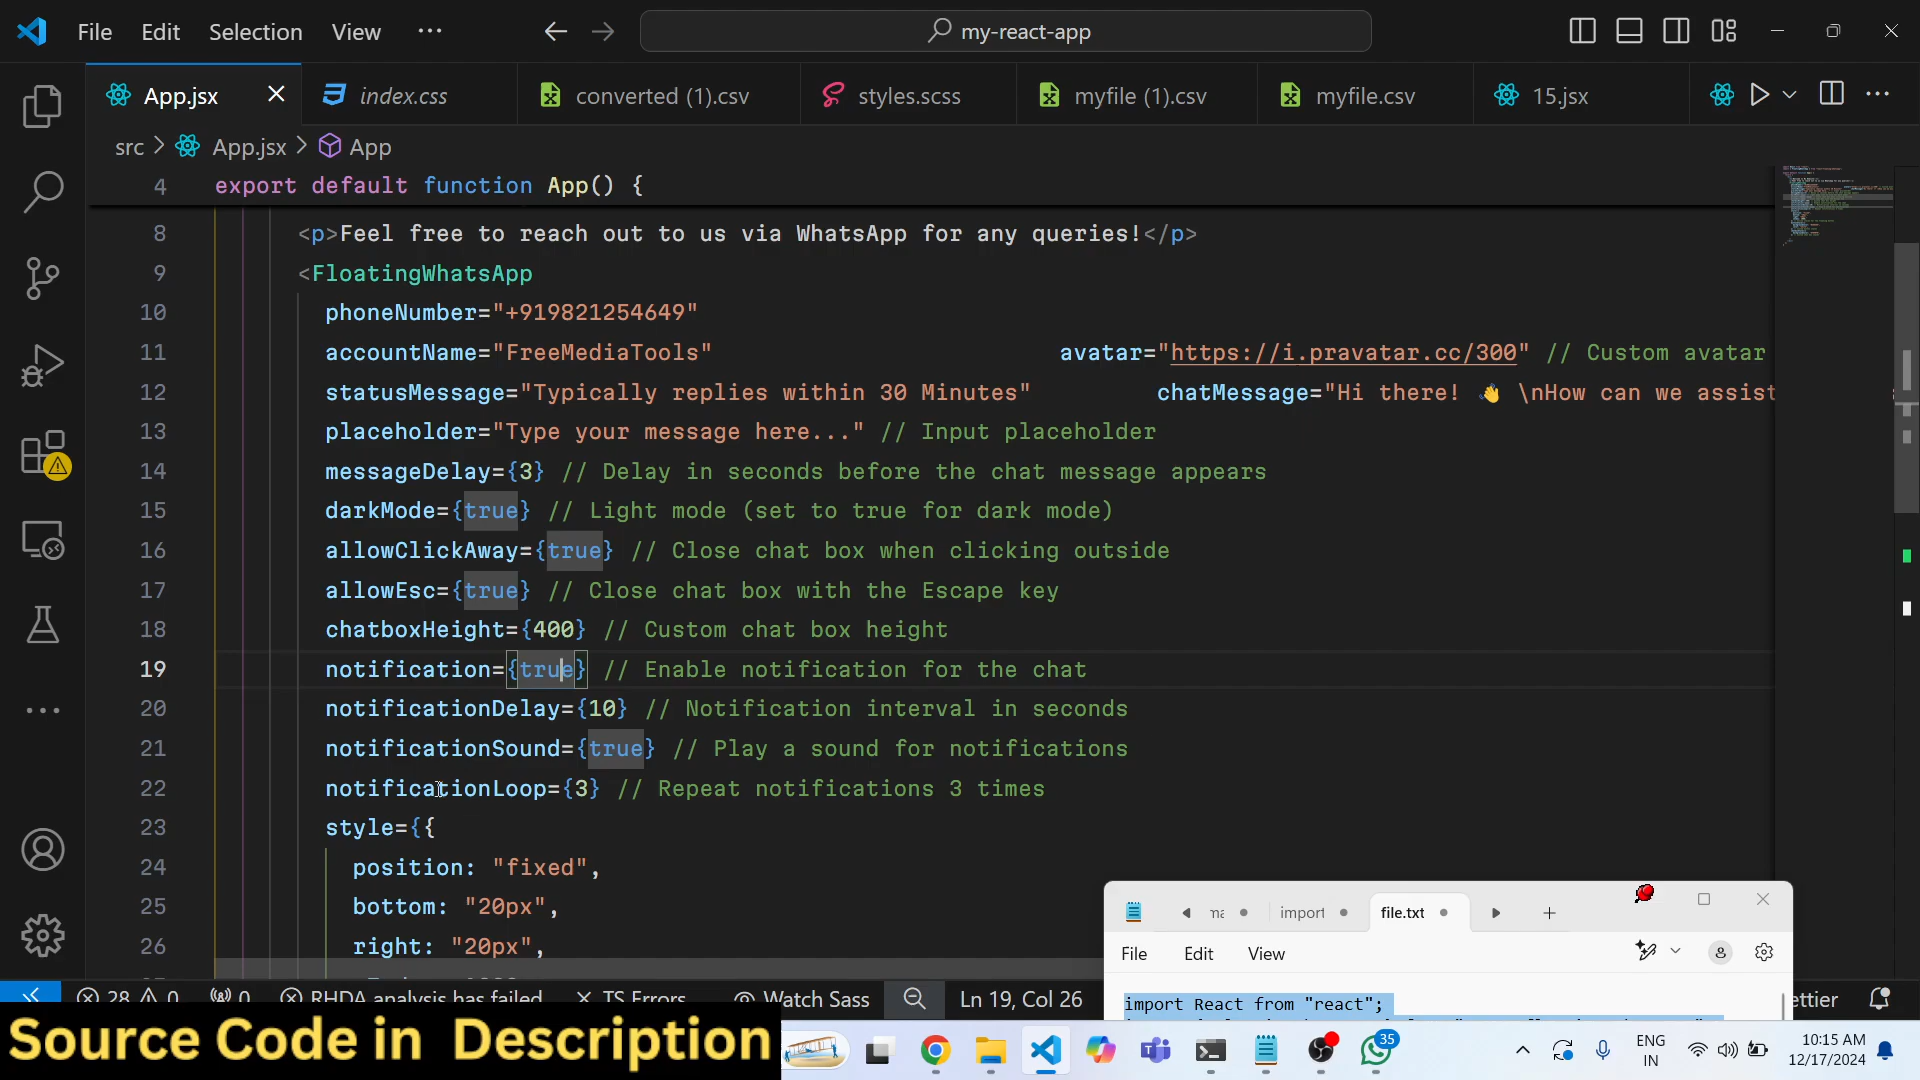 File Edit Selection View ··· my-react-app
App.jsx index.css converted (1).csv styles.scss myfile (1).csv myfile.csv 15.jsx
src > App.jsx > App
4 export default function App() {
8 <p>Feel free to reach out to us via WhatsApp for any queries!</p>
9 <FloatingWhatsApp
10 phoneNumber="+919821254649"
11 accountName="FreeMediaTools" avatar="https://i.pravatar.cc/300" // Custom avatar
12 statusMessage="Typically replies within 30 Minutes" chatMessage="Hi there! 👋 \nHow can we assist
13 placeholder="Type your message here..." // Input placeholder
14 messageDelay={3} // Delay in seconds before the chat message appears
15 darkMode={true} // Light mode (set to true for dark mode)
16 allowClickAway={true} // Close chat box when clicking outside
17 allowEsc={true} // Close chat box with the Escape key
18 chatboxHeight={400} // Custom chat box height
19 notification={true} // Enable notification for the chat
20 notificationDelay={10} // Notification interval in seconds
21 notificationSound={true} // Play a sound for notifications
22 notificationLoop={3} // Repeat notifications 3 times
23 style={{
24 position: "fixed",
25 bottom: "20px",
26 right: "20px",
import file.txt
File Edit View
import React from "react";
28 0 0 RHDA analysis has failed TS Errors Watch Sass Ln 19, Col 26
Source Code in Description
35
ENG
IN
10:15 AM
12/17/2024